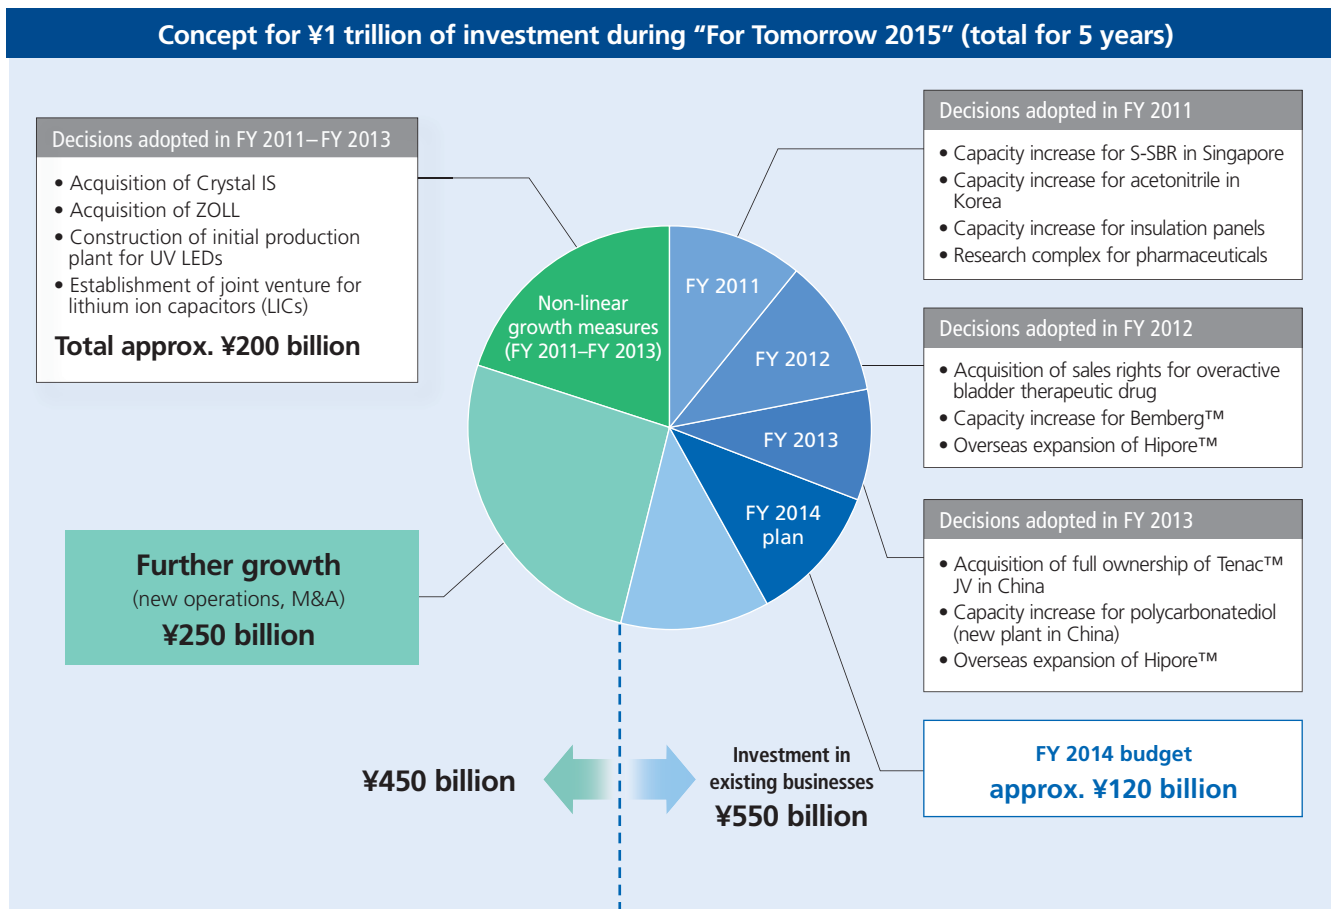 Concept for ¥1 trillion of investment during “For Tomorrow 2015” (total for 5 years)
Decisions adopted in FY 2011–FY 2013
• Acquisition of Crystal IS
• Acquisition of ZOLL
• Construction of initial production
plant for UV LEDs
• Establishment of joint venture for
lithium ion capacitors (LICs)
Total approx. ¥200 billion
Further growth
(new operations, M&A)
¥250 billion
Non-linear
growth measures
(FY 2011–FY 2013)
FY 2011
FY 2012
FY 2013
FY 2014
plan
Decisions adopted in FY 2011
• Capacity increase for S-SBR in Singapore
• Capacity increase for acetonitrile in
Korea
• Capacity increase for insulation panels
• Research complex for pharmaceuticals
Decisions adopted in FY 2012
• Acquisition of sales rights for overactive
bladder therapeutic drug
• Capacity increase for Bemberg™
• Overseas expansion of Hipore™
Decisions adopted in FY 2013
• Acquisition of full ownership of Tenac™
JV in China
• Capacity increase for polycarbonatediol
(new plant in China)
• Overseas expansion of Hipore™
FY 2014 budget
approx. ¥120 billion
¥450 billion
Investment in
existing businesses
¥550 billion